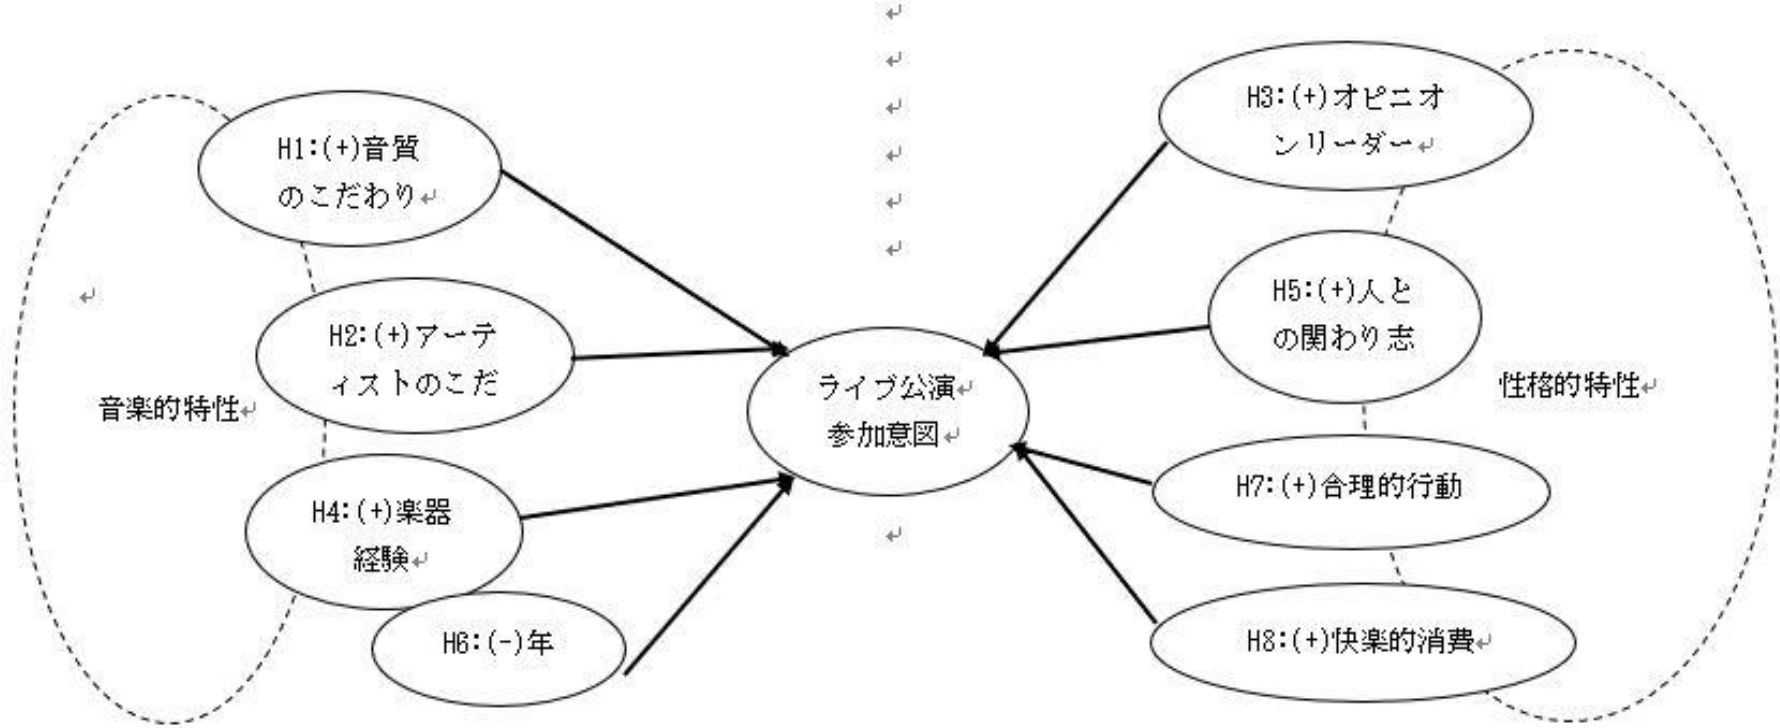 H1:(+)音質
のこだわり
H2:(+)アーテ
ィストのこだ
音楽的特性
H4:(+)楽器
経験
H6:(-)年
ライブ公演
参加意図
H3:(+)オピニオ
ンリーダー
H5:(+)人と
の関わり志
性格的特性
H7:(+)合理的行動
H8:(+)快楽的消費